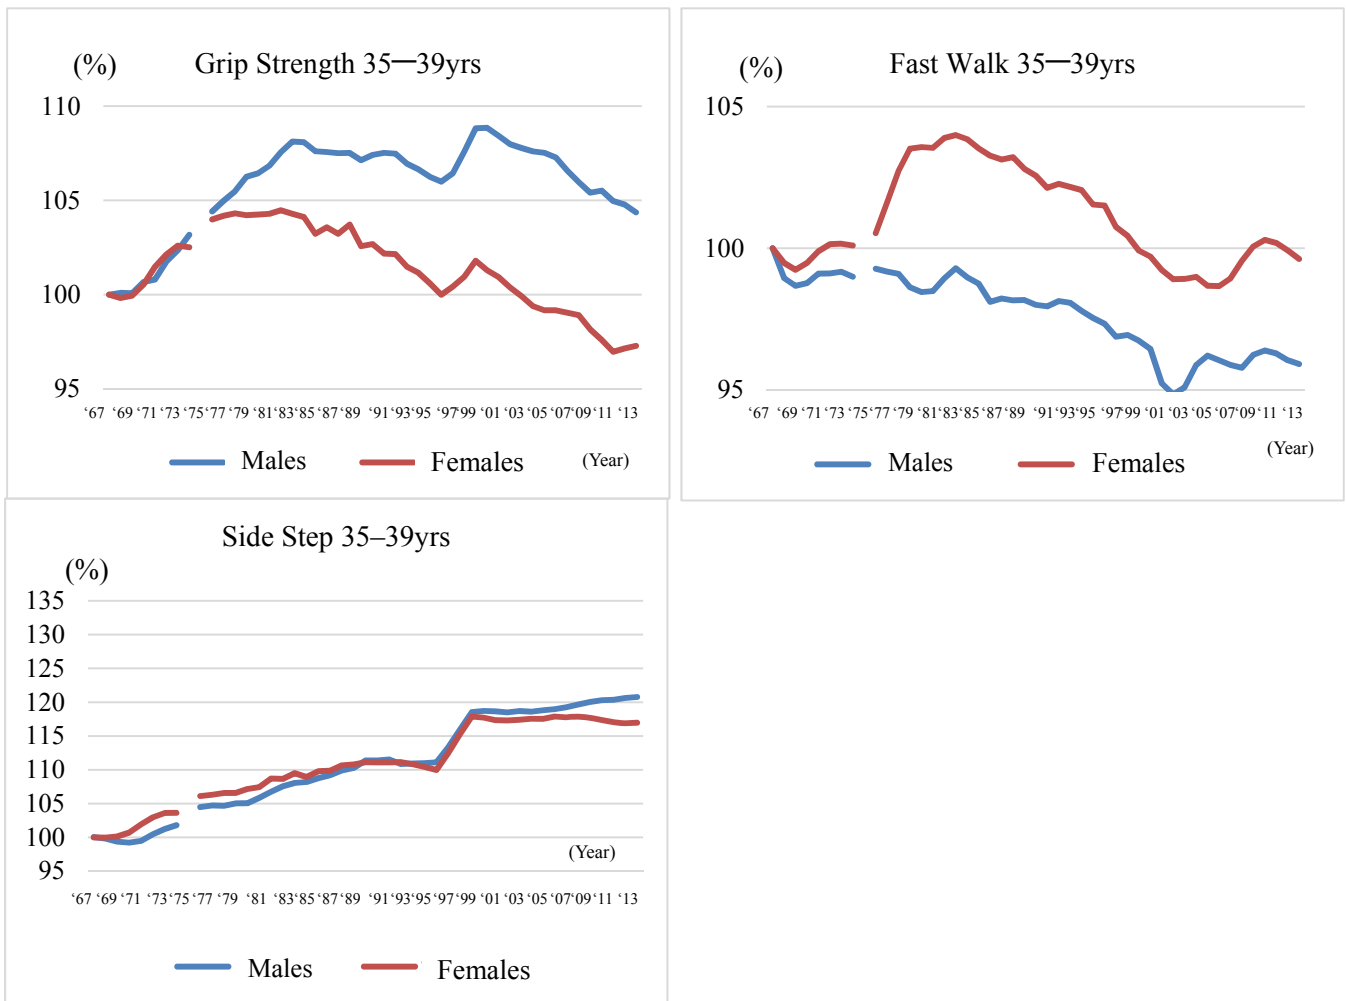 Grip Strength 35—39yrs
(%)
110
105
100
95
‘67 ‘69 ‘71 ‘73 ‘75 ‘77 ‘79 ‘81 ‘83 ‘85 ‘87 ‘89 ‘91 ‘93 ‘95 ‘97 ‘99 ‘01 ‘03 ‘05 ‘07 ‘09 ‘11 ‘13
Males Females (Year)
Fast Walk 35—39yrs
(%)
105
100
95
‘67 ‘69 ‘71 ‘73 ‘75 ‘77 ‘79 ‘81 ‘83 ‘85 ‘87 ‘89 ‘91 ‘93 ‘95 ‘97 ‘99 ‘01 ‘03 ‘05 ‘07 ‘09 ‘11 ‘13
(Year)
Males Females
Side Step 35–39yrs
(%)
135
130
125
120
115
110
105
100
95
(Year)
‘67 ‘69 ‘71 ‘73 ‘75 ‘77 ‘79 ‘81 ‘83 ‘85 ‘87 ‘89 ‘91 ‘93 ‘95 ‘97 ‘99 ‘01 ‘03 ‘05 ‘07 ‘09 ‘11 ‘13
Males Females